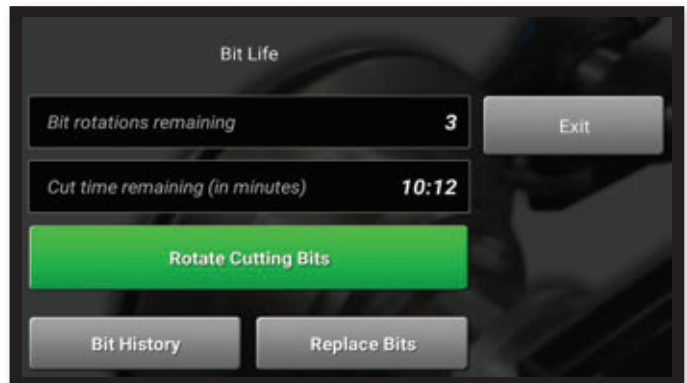 Bit Life
Bit rotations remaining 3
Exit
Cut time remaining (in minutes) 10:12
Rotate Cutting Bits
Bit History
Replace Bits